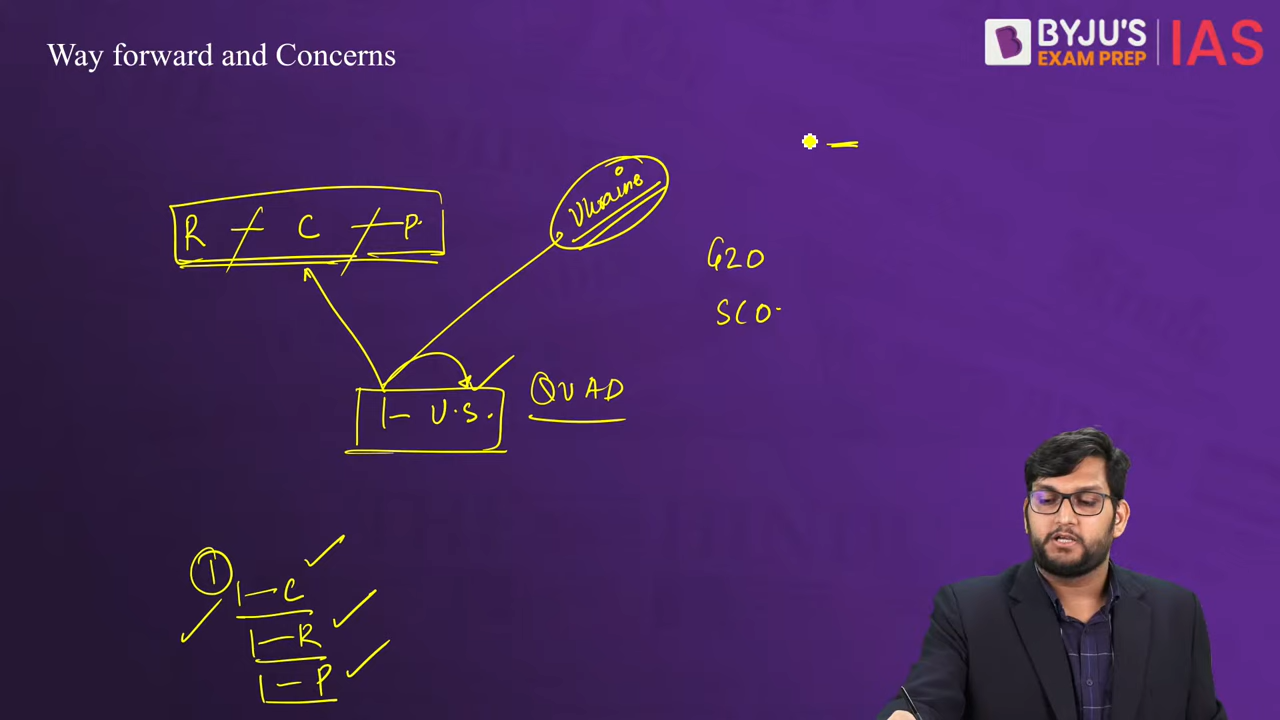 Way forward and Concerns
BYJU'S
EXAM PREP
IAS
Ukraine
R - C - P.
G20
SCO.
I- U.S.
QUAD
1
I-C
I-R
I-P